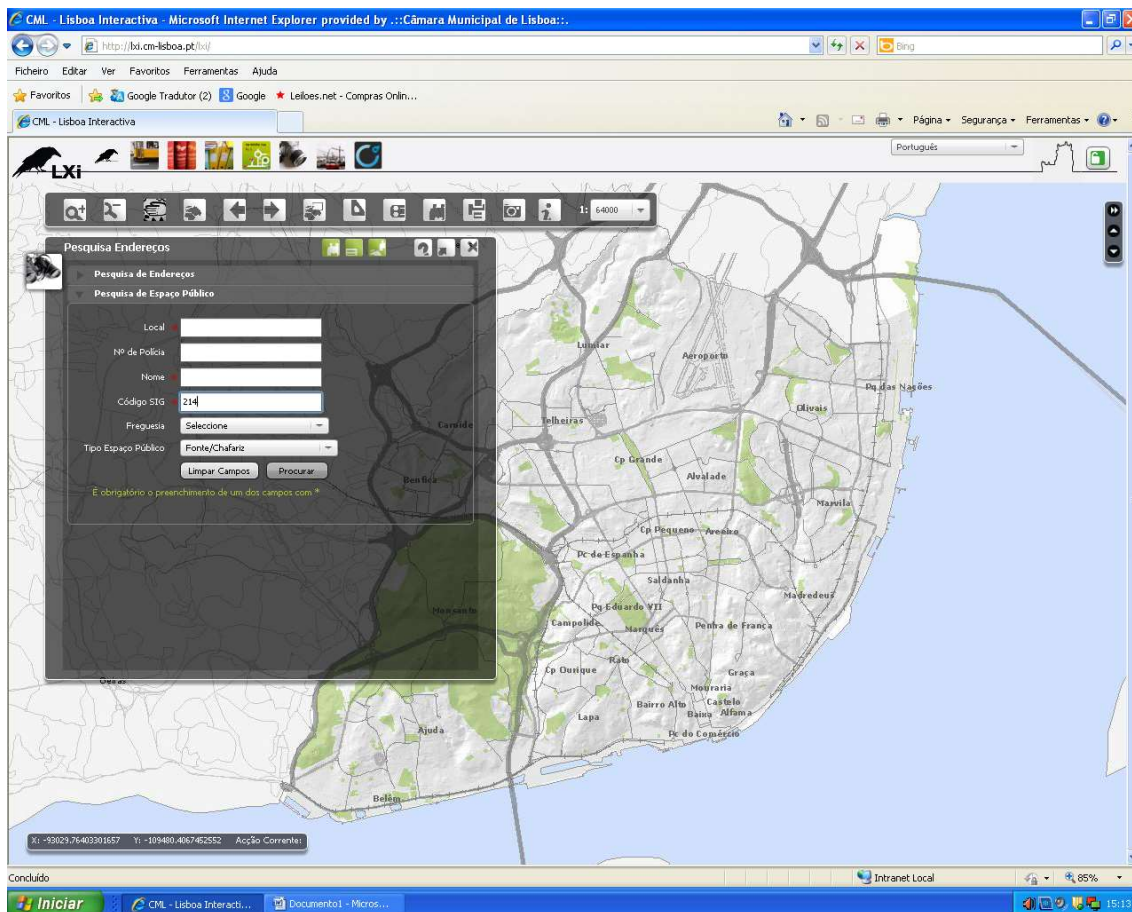 CML - Lisboa Interactiva - Microsoft Internet Explorer provided by .::Câmara Municipal de Lisboa::.
http://lxi.cm-lisboa.pt/lxi/
Bing
Ficheiro Editar Ver Favoritos Ferramentas Ajuda
Favoritos Google Tradutor (2) Google Leiloes.net - Compras Onlin...
CML - Lisboa Interactiva
Página Segurança Ferramentas
LXi
Português
1: 64000
Pesquisa Endereços
Pesquisa de Endereços
Pesquisa de Espaço Público
Local *
Nº de Polícia
Nome *
Código SIG * 214
Freguesia Seleccione
Tipo Espaço Público Fonte/Chafariz
Limpar Campos Procurar
É obrigatório o preenchimento de um dos campos com *
Lumiar
Aeroporto
Pq das Nações
Olivais
Telheiras
Carnide
Cp Grande
Alvalade
Benfica
Marvila
Cp Pequeno Areeiro
Pc de Espanha
Saldanha
Madredeus
Monsanto
Pq Eduardo VII
Campolide
Marquês
Penha de França
Rato
Cp Ourique
Graça
Oeiras
Mouraria
Bairro Alto
Castelo
Lapa
Baixa Alfama
Ajuda
Pc do Comércio
Belém
X: -93029.76403301657 Y: -109480.4067452552 Acção Corrente:
Concluído
Intranet Local
85%
Iniciar
CML - Lisboa Interacti...
Documento1 - Micros...
15:13